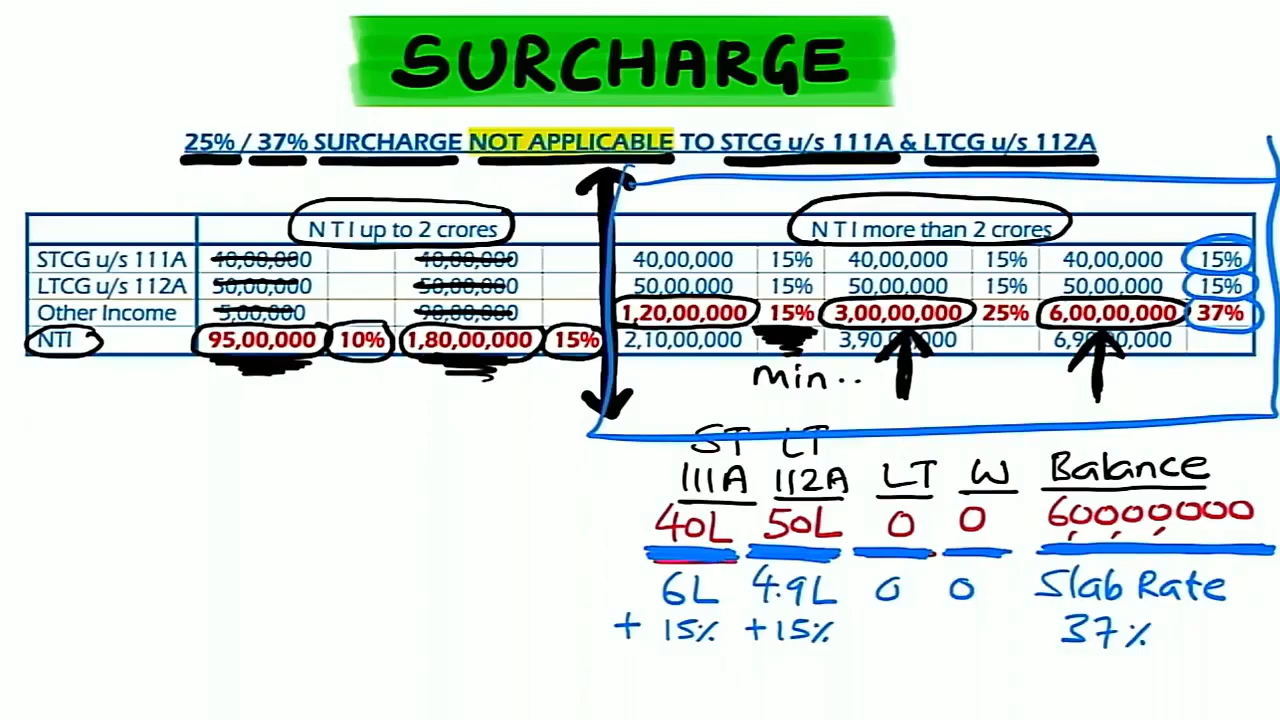 SURCHARGE
25% / 37% SURCHARGE NOT APPLICABLE TO STCG u/s 111A & LTCG u/s 112A
N T I up to 2 crores N T I more than 2 crores
STCG u/s 111A 40,00,000 40,00,000 40,00,000 15% 40,00,000 15% 40,00,000 15%
LTCG u/s 112A 50,00,000 50,00,000 50,00,000 15% 50,00,000 15% 50,00,000 15%
Other Income 5,00,000 90,00,000 1,20,00,000 15% 3,00,00,000 25% 6,00,00,000 37%
NTI 95,00,000 10% 1,80,00,000 15% 2,10,00,000
min..
ST LT
111A 112A LT W Balance
40L 50L 0 0 60000000
6L 4.9L 0 0 Slab Rate
+ 15% +15% 37%